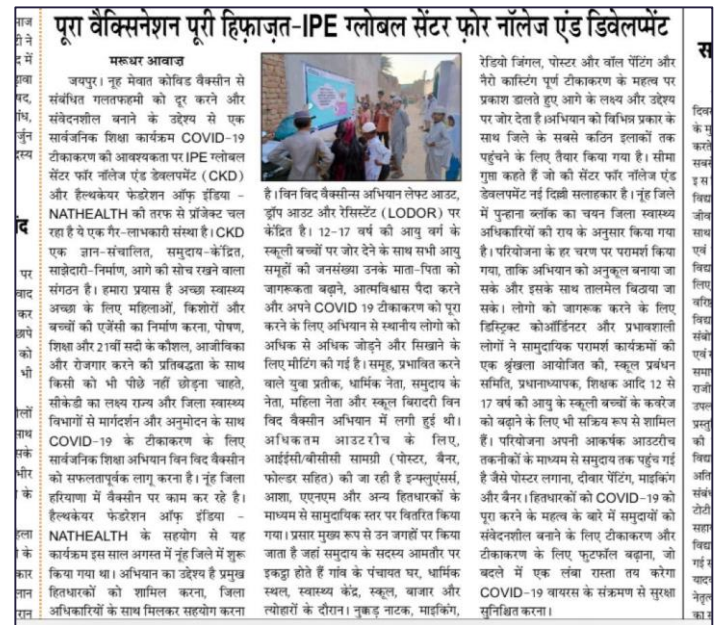 पूरा वैक्सिनेशन पूरी हिफ़ाज़त-IPE ग्लोबल सेंटर फ़ोर नॉलेज एंड डिवेलप्मेंट
मरूधर आवाज़
जयपुर। नूह मेवात कोविड वैक्सीन से
संबंधित गलतफहमी को दूर करने और
संवेदनशील बनाने के उद्देश्य से एक
सार्वजनिक शिक्षा कार्यक्रम COVID-19
टीकाकरण की आवश्यकता पर IPE ग्लोबल
सेंटर फॉर नॉलेज एंड डेवलपमेंट (CKD)
और हैल्थकेयर फेडरेशन ऑफ़ इंडिया -
NATHEALTH की तरफ से प्रॉजेक्ट चल
रहा है ये एक गैर-लाभकारी संस्था है।CKD
एक ज्ञान-संचालित, समुदाय-केंद्रित,
साझेदारी-निर्माण, आगे की सोच रखने वाला
संगठन है। हमारा प्रयास है अच्छा स्वास्थ्य
अच्छा के लिए महिलाओं, किशोरों और
बच्चों की एजेंसी का निर्माण करना, पोषण,
शिक्षा और 21वीं सदी के कौशल, आजीविका
और रोजगार करने की प्रतिबद्धता के साथ
किसी को भी पीछे नहीं छोड़ना चाहते,
सीकेडी का लक्ष्य राज्य और जिला स्वास्थ्य
विभागों से मार्गदर्शन और अनुमोदन के साथ
COVID-19 के टीकाकरण के लिए
सार्वजनिक शिक्षा अभियान विन विद वैक्सीन
को सफलतापूर्वक लागू करना है। नूंह जिला
हरियाणा में वैक्सीन पर काम कर रहे है।
हैल्थकेयर फेडरेशन ऑफ़ इंडिया -
NATHEALTH के सहयोग से यह
कार्यक्रम इस साल अगस्त में नूंह जिले में शुरू
किया गया था। अभियान का उद्देश्य है प्रमुख
हितधारकों को शामिल करना, जिला
अधिकारियों के साथ मिलकर सहयोग करना
है।विन विद वैक्सीन्स अभियान लेफ्ट आउट,
ड्रॉप आउट और रेसिस्टेंट (LODOR) पर
केंद्रित है। 12-17 वर्ष की आयु वर्ग के
स्कूली बच्चों पर जोर देने के साथ सभी आयु
समूहों की जनसंख्या उनके माता-पिता को
जागरूकता बढ़ाने, आत्मविश्वास पैदा करने
और अपने COVID 19 टीकाकरण को पूरा
करने के लिए अभियान से स्थानीय लोगो को
अधिक से अधिक जोड़ने और सिखाने के
लिए मीटिंग की गई है। समूह, प्रभावित करने
वाले युवा प्रतीक, धार्मिक नेता, समुदाय के
नेता, महिला नेता और स्कूल बिरादरी विन
विद वैक्सीन अभियान में लगी हुई थी।
अधिकतम आउटरीच के लिए,
आईईसी/बीसीसी सामग्री (पोस्टर, बैनर,
फोल्डर सहित) की जा रही है इन्फ्लुएंसर्स,
आशा, एएनएम और अन्य हितधारकों के
माध्यम से सामुदायिक स्तर पर वितरित किया
गया। प्रसार मुख्य रूप से उन जगहों पर किया
जाता है जहां समुदाय के सदस्य आमतौर पर
इकट्ठा होते हैं गांव के पंचायत घर, धार्मिक
स्थल, स्वास्थ्य केंद्र, स्कूल, बाजार और
त्योहारों के दौरान। नुक्कड़ नाटक, माइकिंग,
रेडियो जिंगल, पोस्टर और वॉल पेंटिंग और
नैरो कास्टिंग पूर्ण टीकाकरण के महत्व पर
प्रकाश डालते हुए आगे के लक्ष्य और उद्देश्य
पर जोर देता है।अभियान को विभिन्न प्रकार के
साथ जिले के सबसे कठिन इलाकों तक
पहुंचने के लिए तैयार किया गया है। सीमा
गुप्ता कहते हैं जो की सेंटर फॉर नॉलेज एंड
डेवलपमेंट नई दिल्ली सलाहकार है। नूंह जिले
में पुन्हाना ब्लॉक का चयन जिला स्वास्थ्य
अधिकारियों की राय के अनुसार किया गया
है। परियोजना के हर चरण पर परामर्श किया
गया, ताकि अभियान को अनुकूल बनाया जा
सके और इसके साथ तालमेल बिठाया जा
सके। लोगो को जागरूक करने के लिए
डिस्ट्रिक्ट कोऑर्डिनटर और प्रभावशाली
लोगों ने सामुदायिक परामर्श कार्यक्रमों की
एक श्रृंखला आयोजित की, स्कूल प्रबंधन
समिति, प्रधानाध्यापक, शिक्षक आदि 12 से
17 वर्ष की आयु के स्कूली बच्चों के कवरेज
को बढ़ाने के लिए भी सक्रिय रूप से शामिल
हैं। परियोजना अपनी आकर्षक आउटरीच
तकनीकों के माध्यम से समुदाय तक पहुंच गई
है जैसे पोस्टर लगाना, दीवार पेंटिंग, माइकिंग
और बैनर। हितधारकों को COVID-19 को
पूरा करने के महत्व के बारे में समुदायों को
संवेदनशील बनाने के लिए टीकाकरण और
टीकाकरण के लिए फुटफॉल बढ़ाना, जो
बदले में एक लंबा रास्ता तय करेगा
COVID-19 वायरस के संक्रमण से सुरक्षा
सुनिश्चित करना।